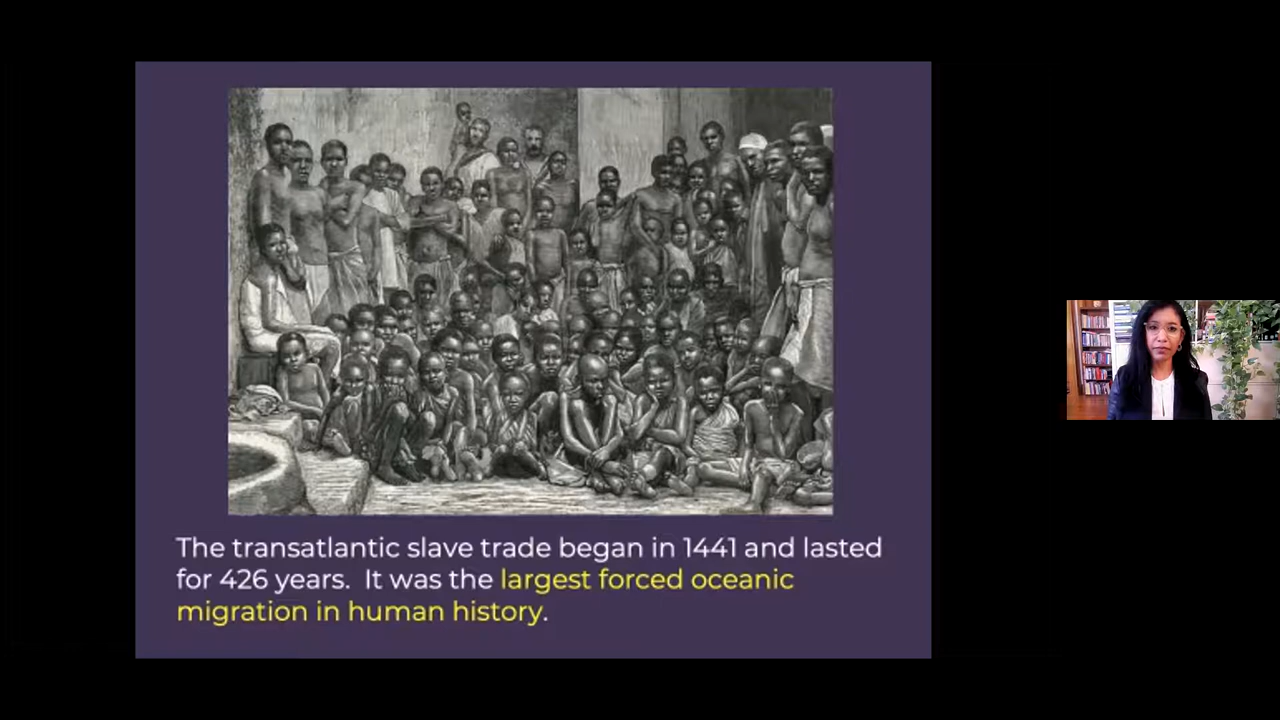 The transatlantic slave trade began in 1441 and lasted
for 426 years.  It was the largest forced oceanic
migration in human history.